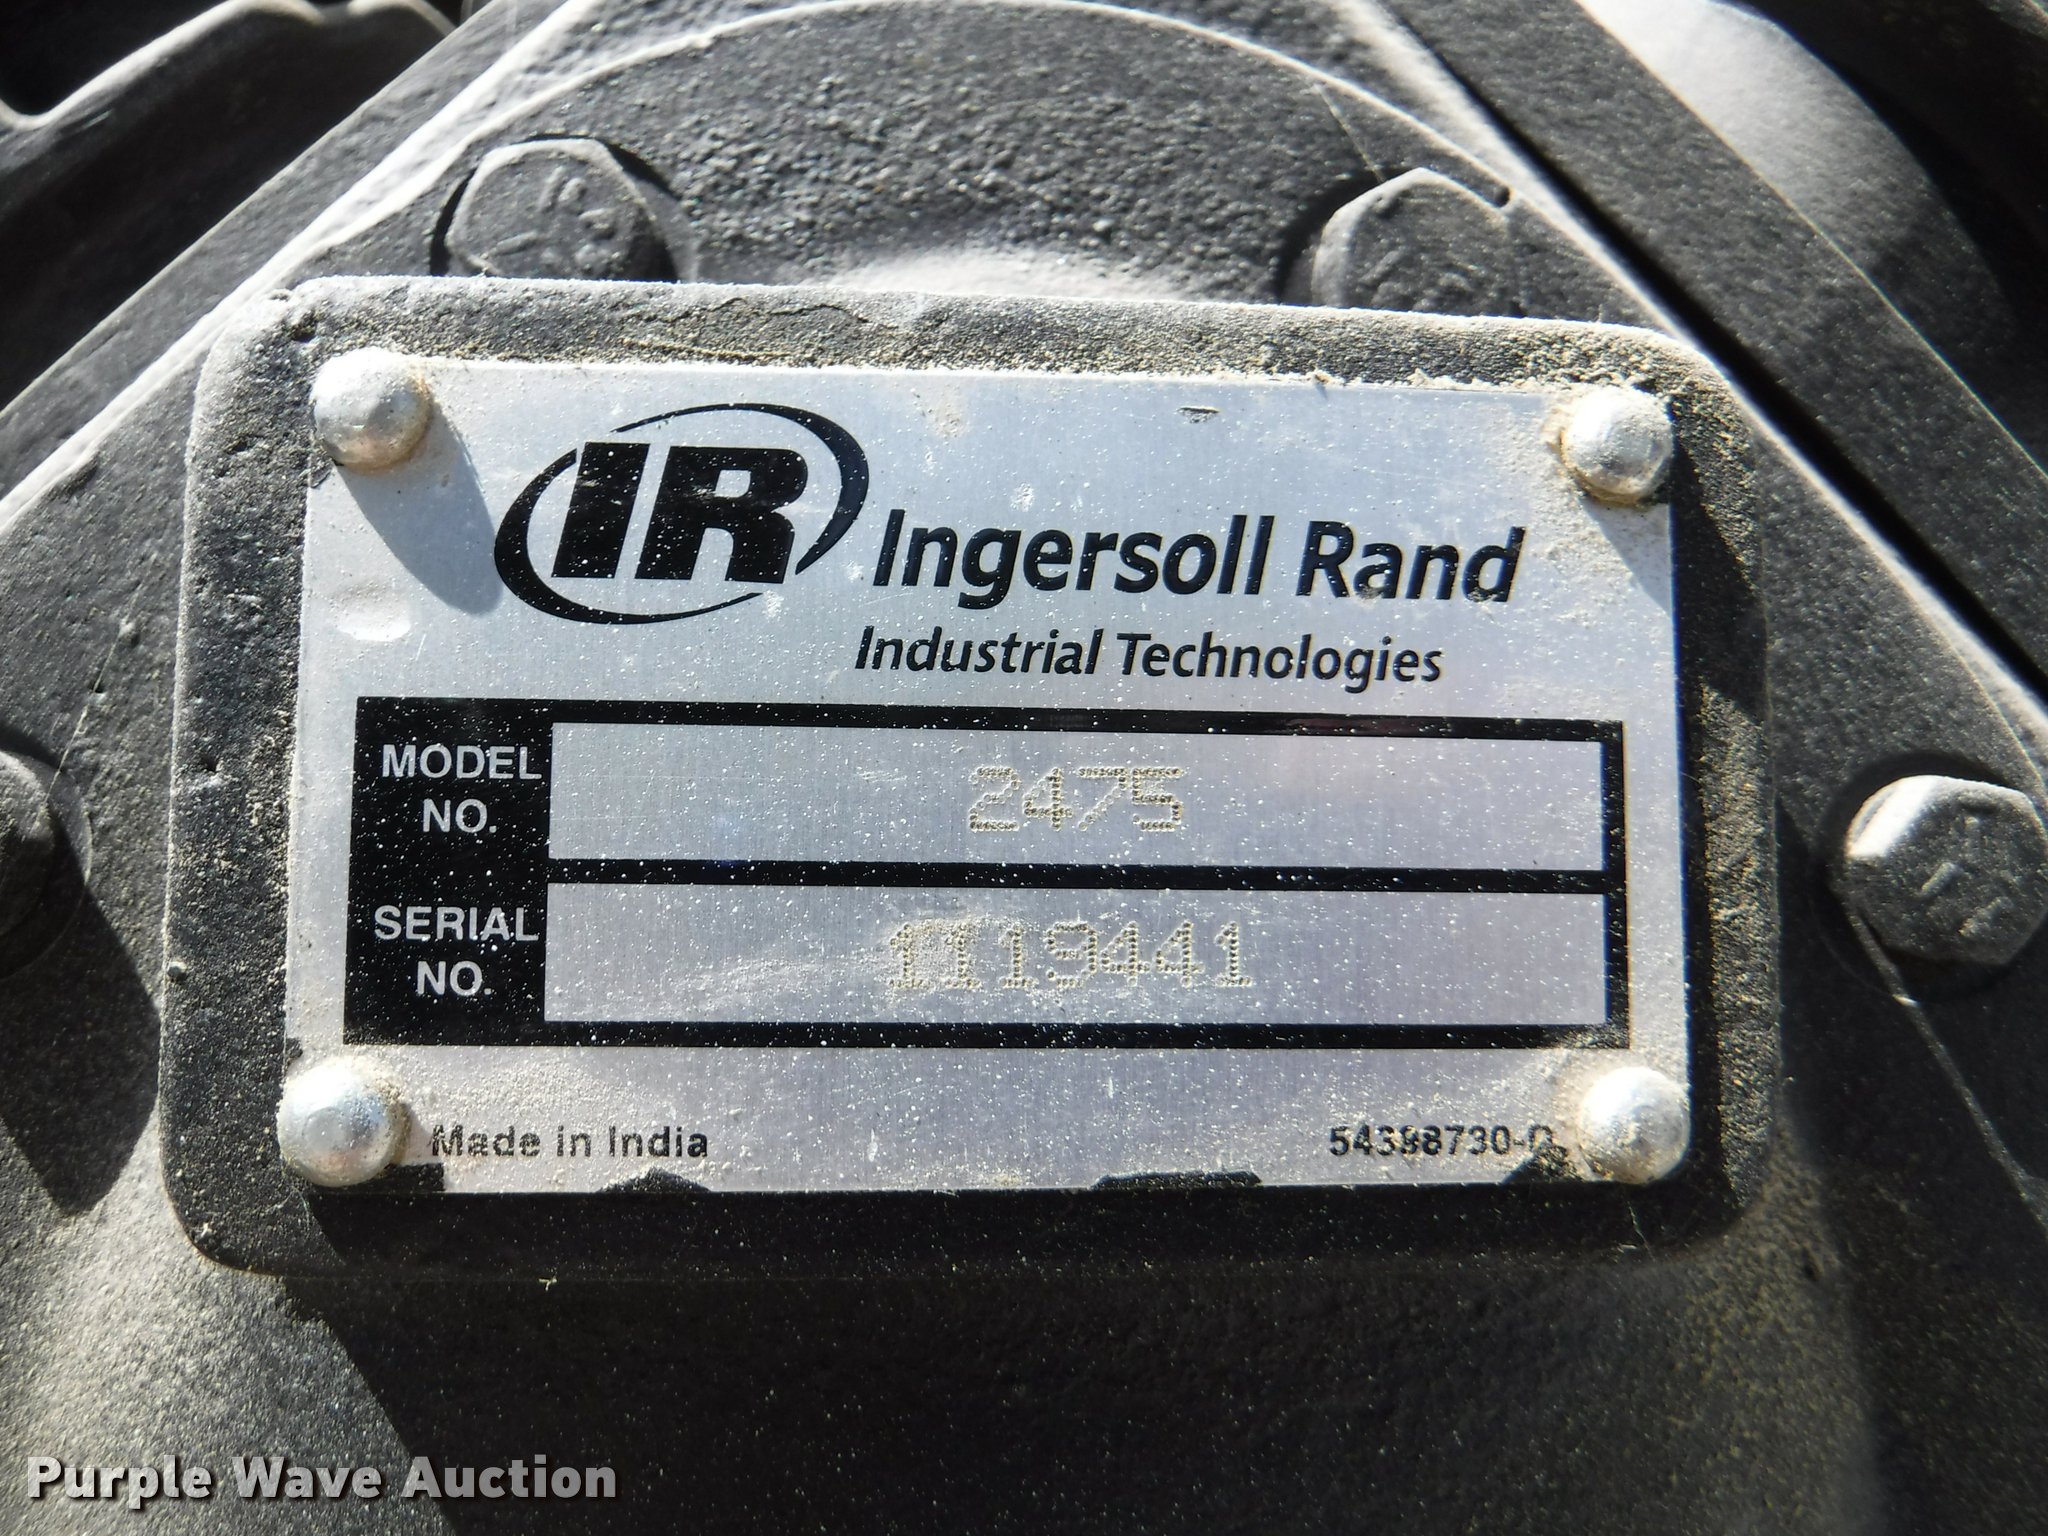 IR Ingersoll Rand
Industrial Technologies
MODEL NO. 2475
SERIAL NO. 1119441
Made in India
Purple Wave Auction